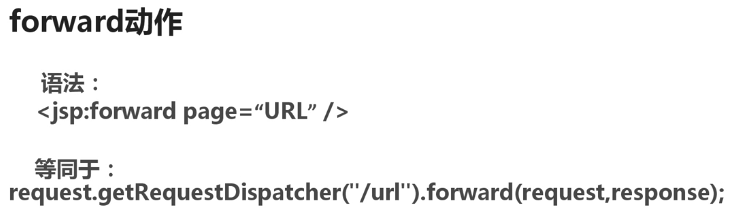 forward动作
语法：
<jsp:forward page=“URL” />
等同于：
request.getRequestDispatcher("/url").forward(request,response);